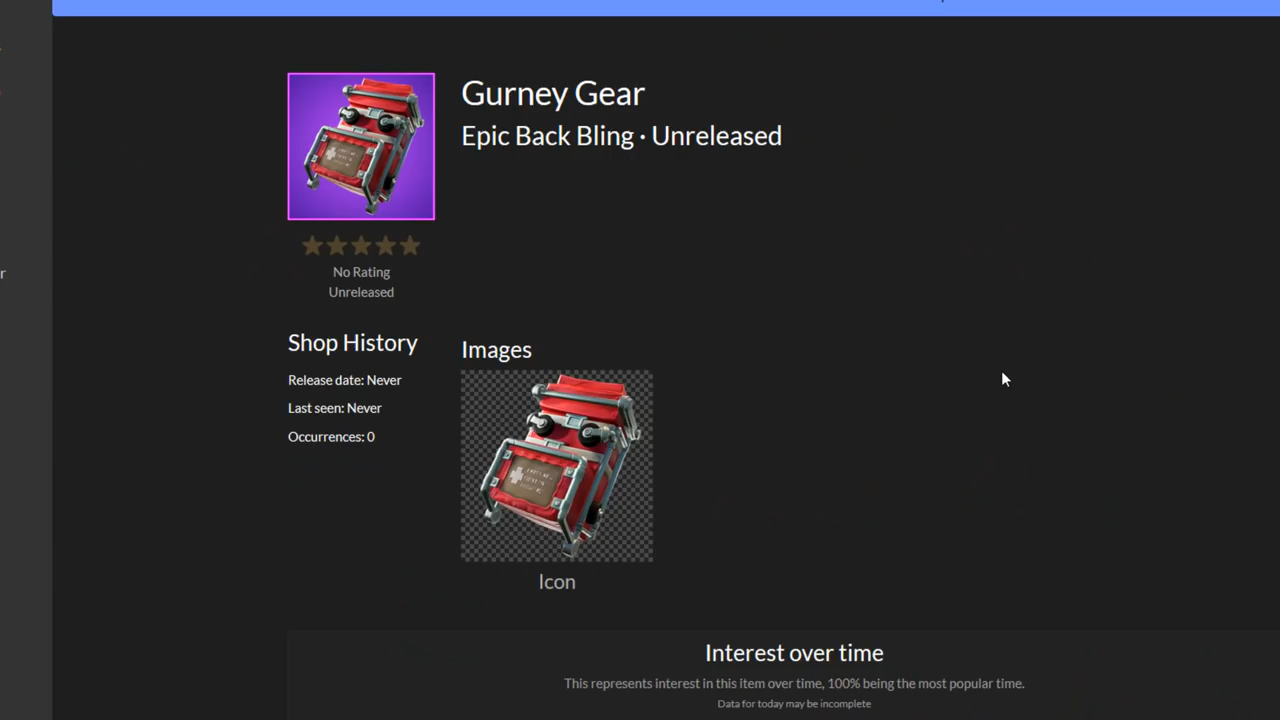 Gurney Gear
Epic Back Bling · Unreleased
No Rating
Unreleased
Shop History
Release date: Never
Last seen: Never
Occurrences: 0
Images
Icon
Interest over time
This represents interest in this item over time, 100% being the most popular time.
Data for today may be incomplete